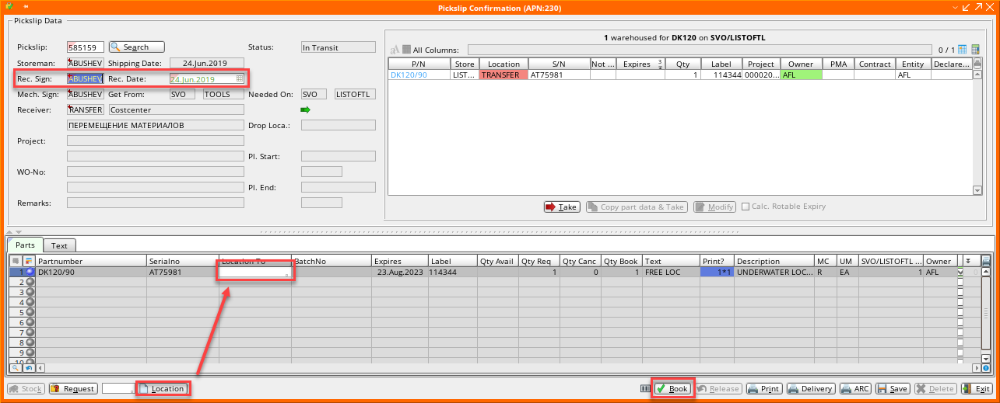 Pickslip Confirmation (APN:230)
Pickslip Data
Pickslip: 585159 Search Status: In Transit
Storeman: ABUSHEV Shipping Date: 24.Jun.2019
Rec. Sign: ABUSHEV Rec. Date: 24.Jun.2019
Mech. Sign: ABUSHEV Get From: SVO TOOLS Needed On: SVO LISTOFTL
Receiver: RANSFER Costcenter
ПЕРЕМЕЩЕНИЕ МАТЕРИАЛОВ Drop Loca.:
Project:
Pl. Start:
WO-No:
Pl. End:
Remarks:
1 warehoused for DK120 on SVO/LISTOFTL
All Columns: 0 / 1
P/N Store Location S/N Not ... Expires 3 Qty Label Project Owner PMA Contract Entity Declare...
DK120/90 LIST... TRANSFER AT75981 1 114344 000020... AFL AFL
Take Copy part data & Take Modify Calc. Rotable Expiry
Parts Text
Partnumber Serialno Location To BatchNo Expires Label Qty Avail Qty Req Qty Canc Qty Book Text Print? Description MC UM SVO/LISTOFTL ... Owner
1 DK120/90 AT75981 23.Aug.2023 114344 1 0 1 FREE LOC 1*1 UNDERWATER LOC... R EA 1 AFL 0
2
3
4
5
6
7
8
9
10
Stock Request Location Book Release Print Delivery ARC Save Delete Exit